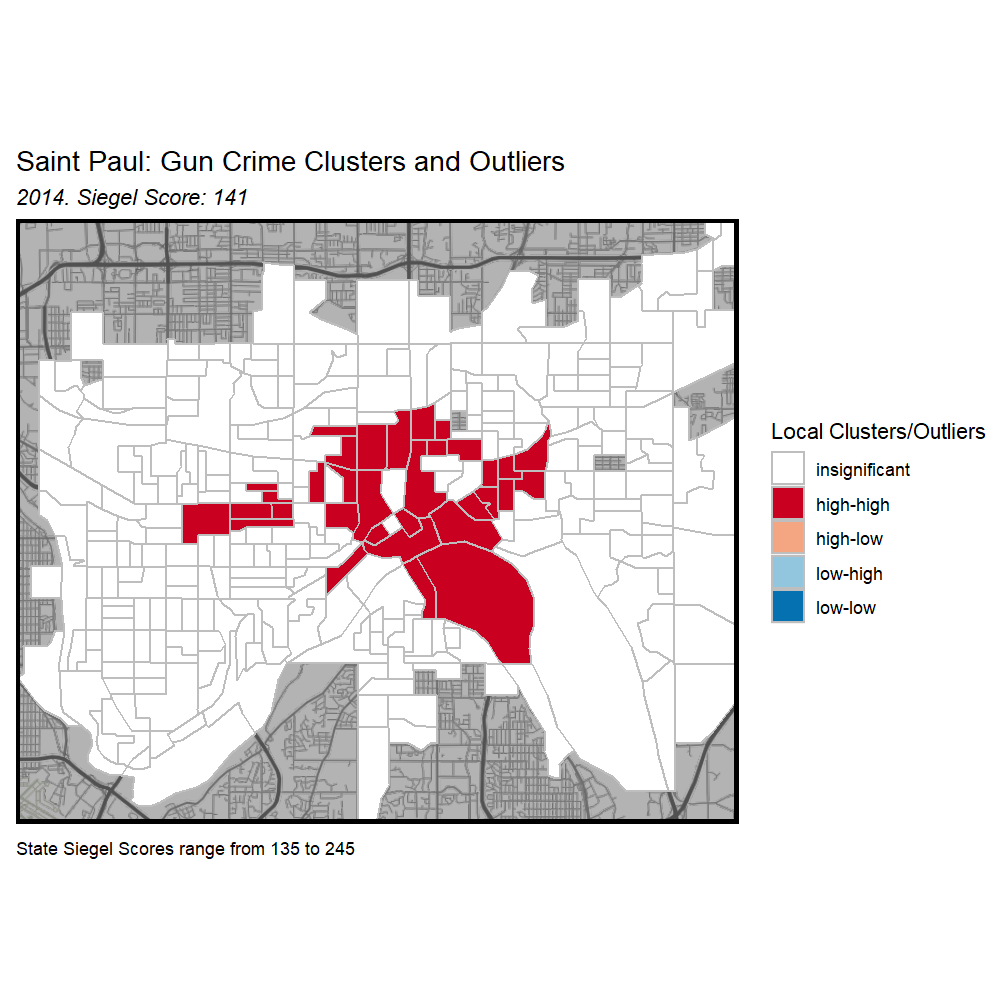 Saint Paul: Gun Crime Clusters and Outliers
2014. Siegel Score: 141
Local Clusters/Outliers
insignificant
high-high
high-low
low-high
low-low
State Siegel Scores range from 135 to 245